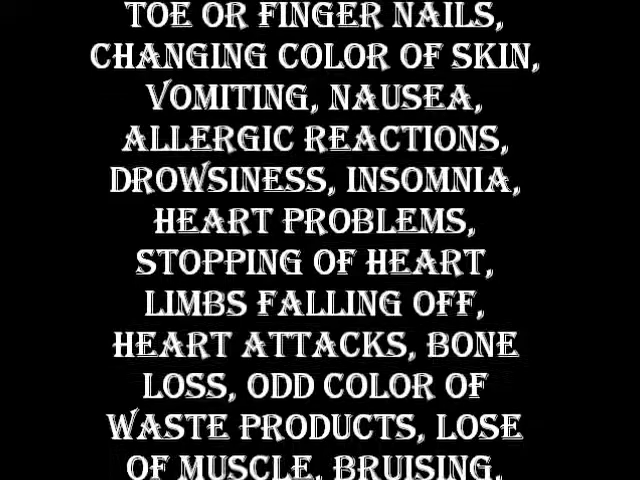 TOE OR FINGER NAILS,
CHANGING COLOR OF SKIN,
VOMITING, NAUSEA,
ALLERGIC REACTIONS,
DROWSINESS, INSOMNIA,
HEART PROBLEMS,
STOPPING OF HEART,
LIMBS FALLING OFF,
HEART ATTACKS, BONE
LOSS, ODD COLOR OF
WASTE PRODUCTS, LOSE
OF MUSCLE, BRUISING,